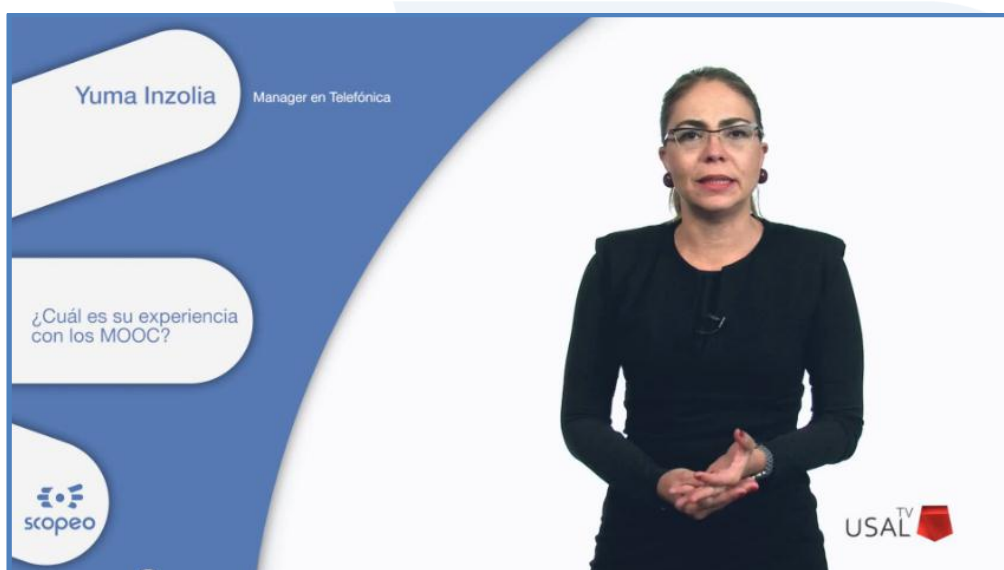 Yuma Inzolia
Manager en Telefónica
¿Cuál es su experiencia
con los MOOC?
scopeo
USAL TV